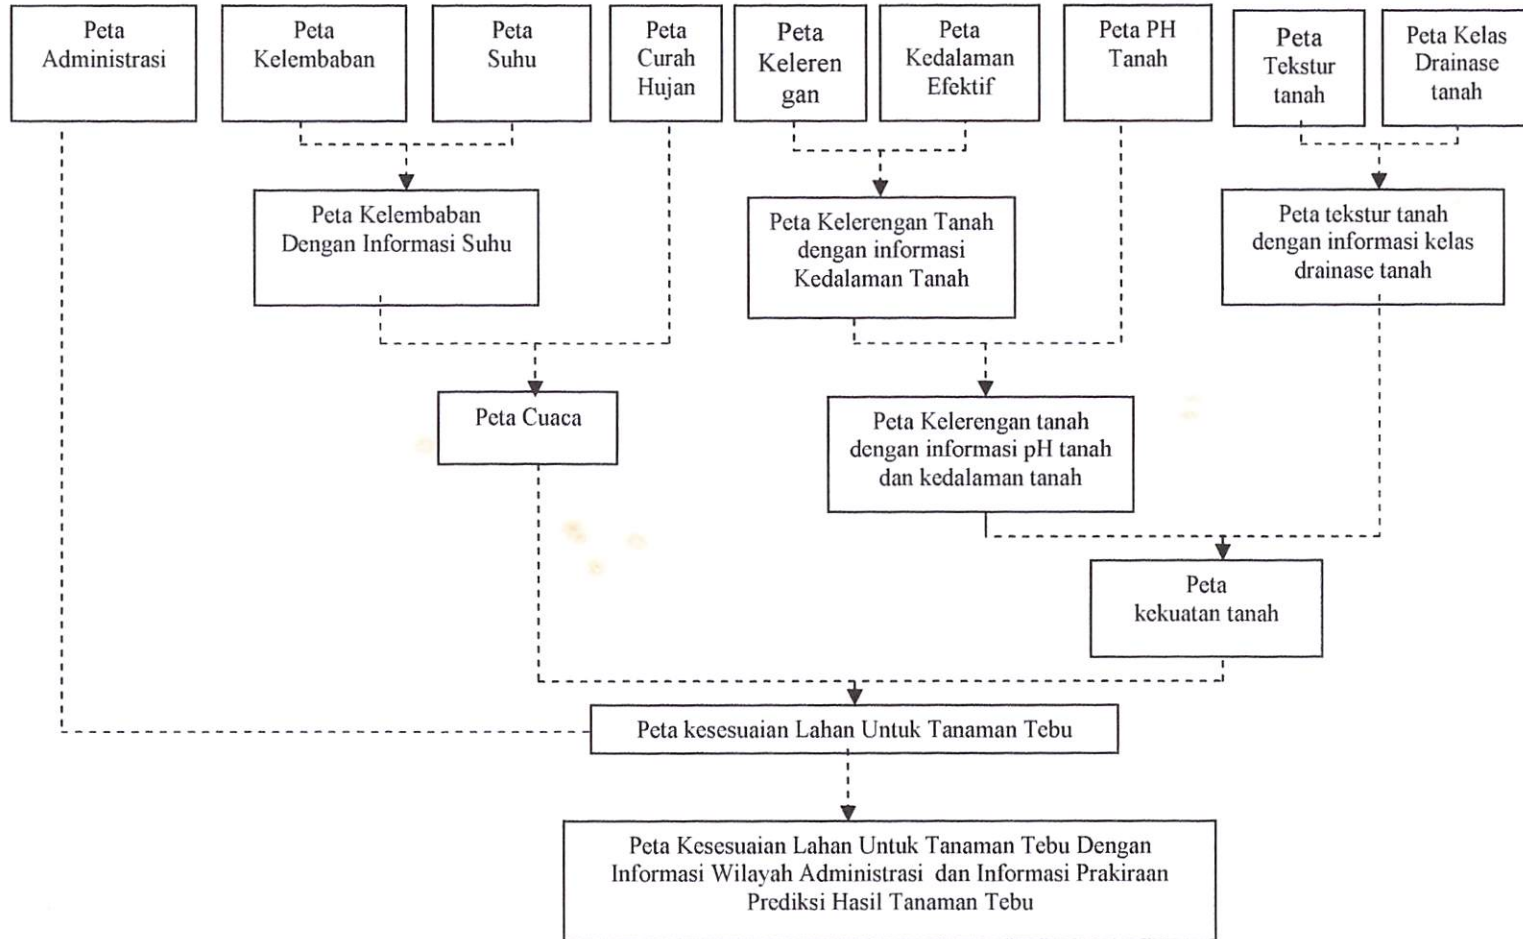 Peta
Administrasi
Peta
Kelembaban
Peta
Suhu
Peta
Curah
Hujan
Peta
Keleren
gan
Peta
Kedalaman
Efektif
Peta PH
Tanah
Peta
Tekstur
tanah
Peta Kelas
Drainase
tanah
Peta Kelembaban
Dengan Informasi Suhu
Peta Kelerengan Tanah
dengan informasi
Kedalaman Tanah
Peta tekstur tanah
dengan informasi kelas
drainase tanah
Peta Cuaca
Peta Kelerengan tanah
dengan informasi pH tanah
dan kedalaman tanah
Peta
kekuatan tanah
Peta kesesuaian Lahan Untuk Tanaman Tebu
Peta Kesesuaian Lahan Untuk Tanaman Tebu Dengan
Informasi Wilayah Administrasi dan Informasi Prakiraan
Prediksi Hasil Tanaman Tebu